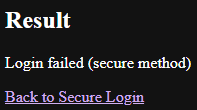 Result
Login failed (secure method)
Back to Secure Login